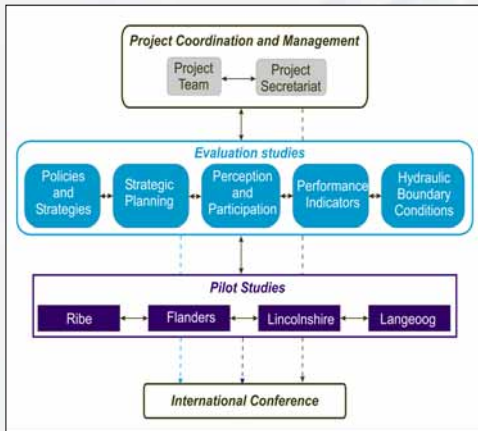 Project Coordination and Management
Project
Team
Project
Secretariat
Evaluation studies
Policies
and
Strategies
Strategic
Planning
Perception
and
Participation
Performance
Indicators
Hydraulic
Boundary
Conditions
Pilot Studies
Ribe
Flanders
Lincolnshire
Langeoog
International Conference